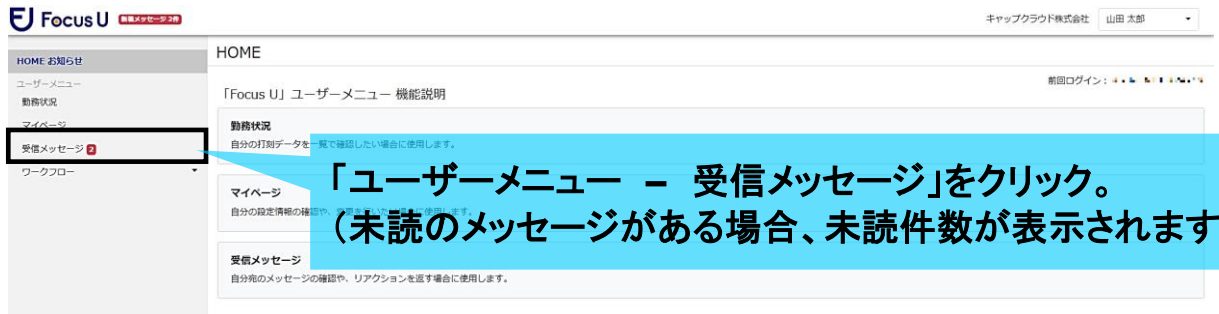 Focus U 新着メッセージ 2件
キャップクラウド株式会社 山田 太郎
HOME お知らせ
HOME
ユーザーメニュー
勤務状況
マイページ
受信メッセージ 2
ワークフロー
前回ログイン：
「Focus U」ユーザーメニュー 機能説明
勤務状況
自分の打刻データを一覧で確認したい場合に使用します。
マイページ
自分の設定情報の確認や、変更を行いたい場合に使用します。
受信メッセージ
自分宛のメッセージの確認や、リアクションを返す場合に使用します。
「ユーザーメニュー － 受信メッセージ」をクリック。
（未読のメッセージがある場合、未読件数が表示されます